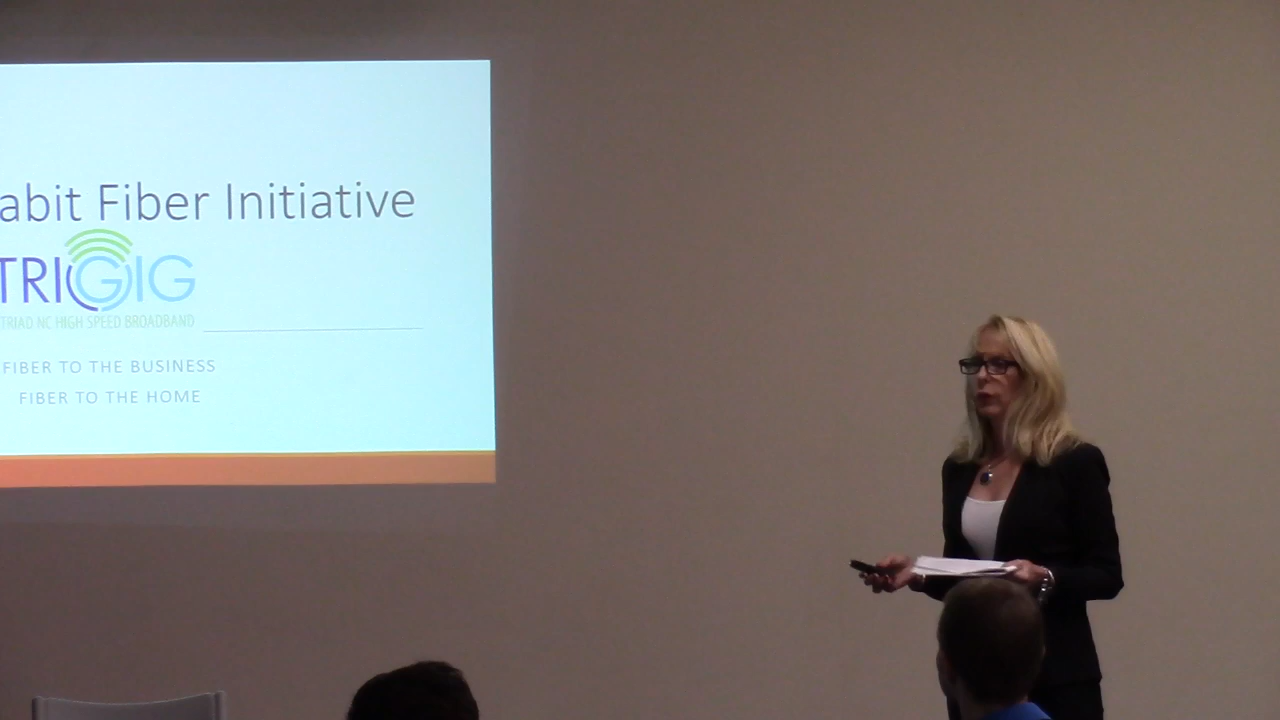 abit Fiber Initiative
TRIGIG
TRIAD NC HIGH SPEED BROADBAND
FIBER TO THE BUSINESS
FIBER TO THE HOME